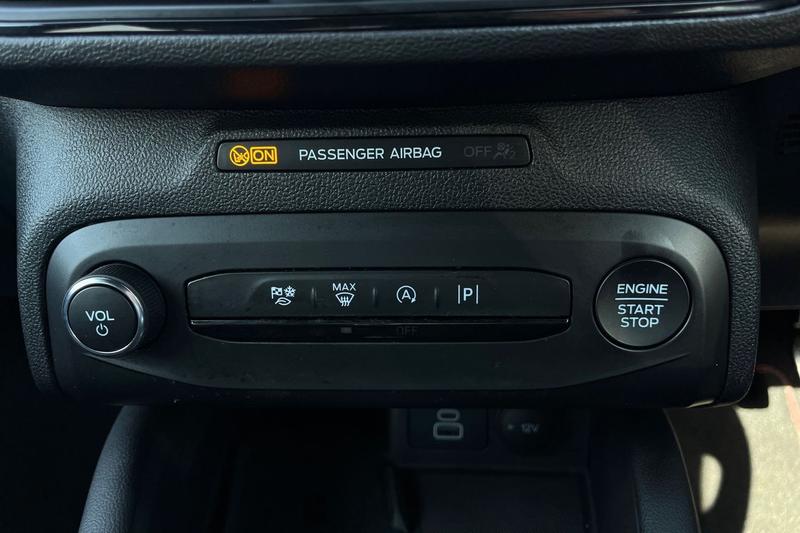 ON PASSENGER AIRBAG OFF
VOL
MAX
A
P
OFF
ENGINE
START
STOP
12V